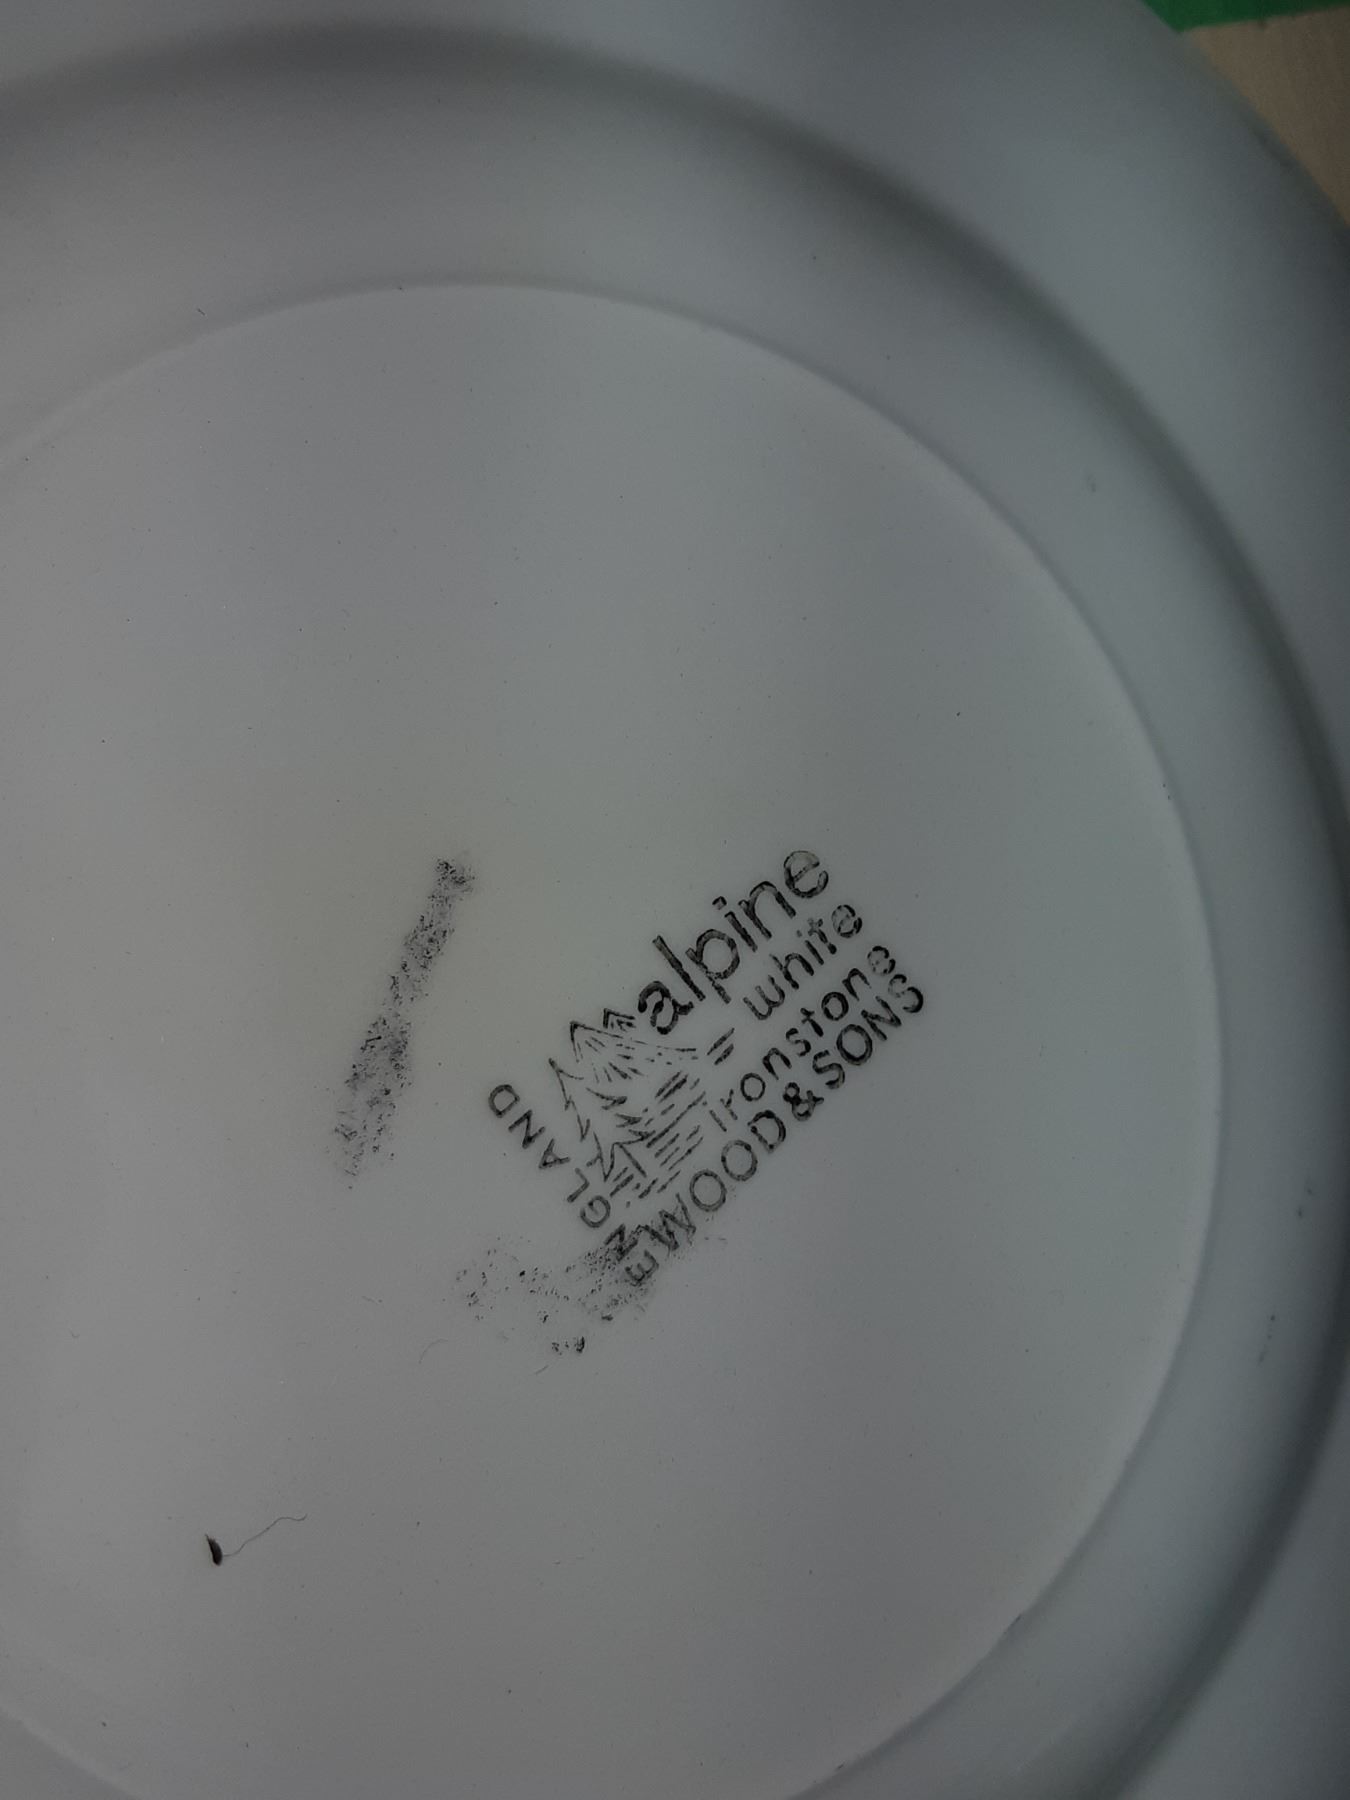 alpine
white
ironstone
WOOD & SONS
ENGLAND